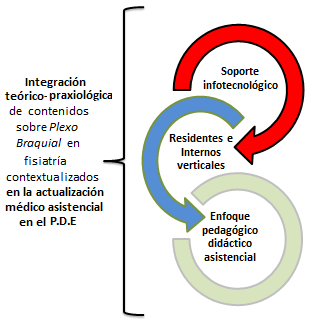 Integración
teórico-praxiológica
de contenidos
sobre Plexo
Braquial en
fisiatría
contextualizados
en la actualización
médico asistencial
en el P.D.E
Soporte
infotecnológico
Residentes e
Internos
verticales
Enfoque
pedagógico
didáctico
asistencial